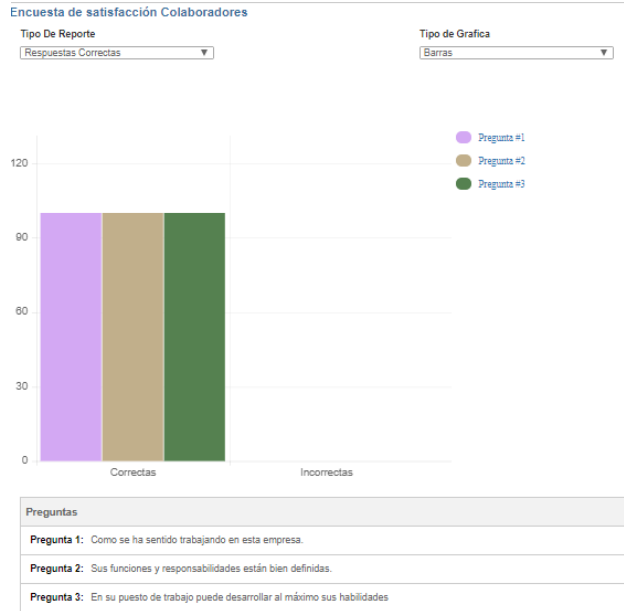 Encuesta de satisfacción Colaboradores
Tipo De Reporte Tipo de Grafica
Respuestas Correctas ▼ Barras ▼
Pregunta #1
120 Pregunta #2
Pregunta #3
90
60
30
0
Correctas Incorrectas
Preguntas
Pregunta 1: Como se ha sentido trabajando en esta empresa.
Pregunta 2: Sus funciones y responsabilidades están bien definidas.
Pregunta 3: En su puesto de trabajo puede desarrollar al máximo sus habilidades